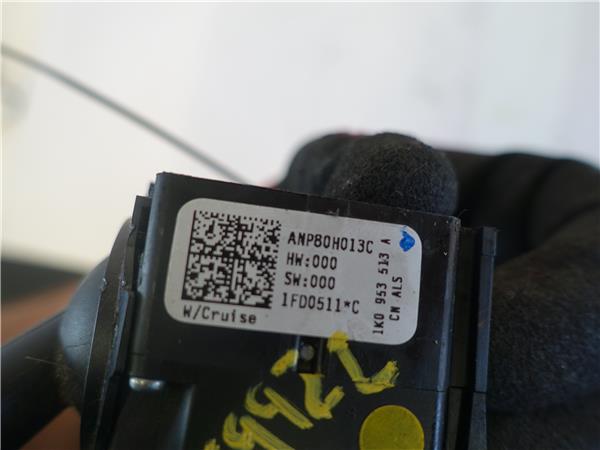 ANP80H013C
HW:000
SW:000
1FD0511*C
W/Cruise
1K0 953 513 A
CN ALS